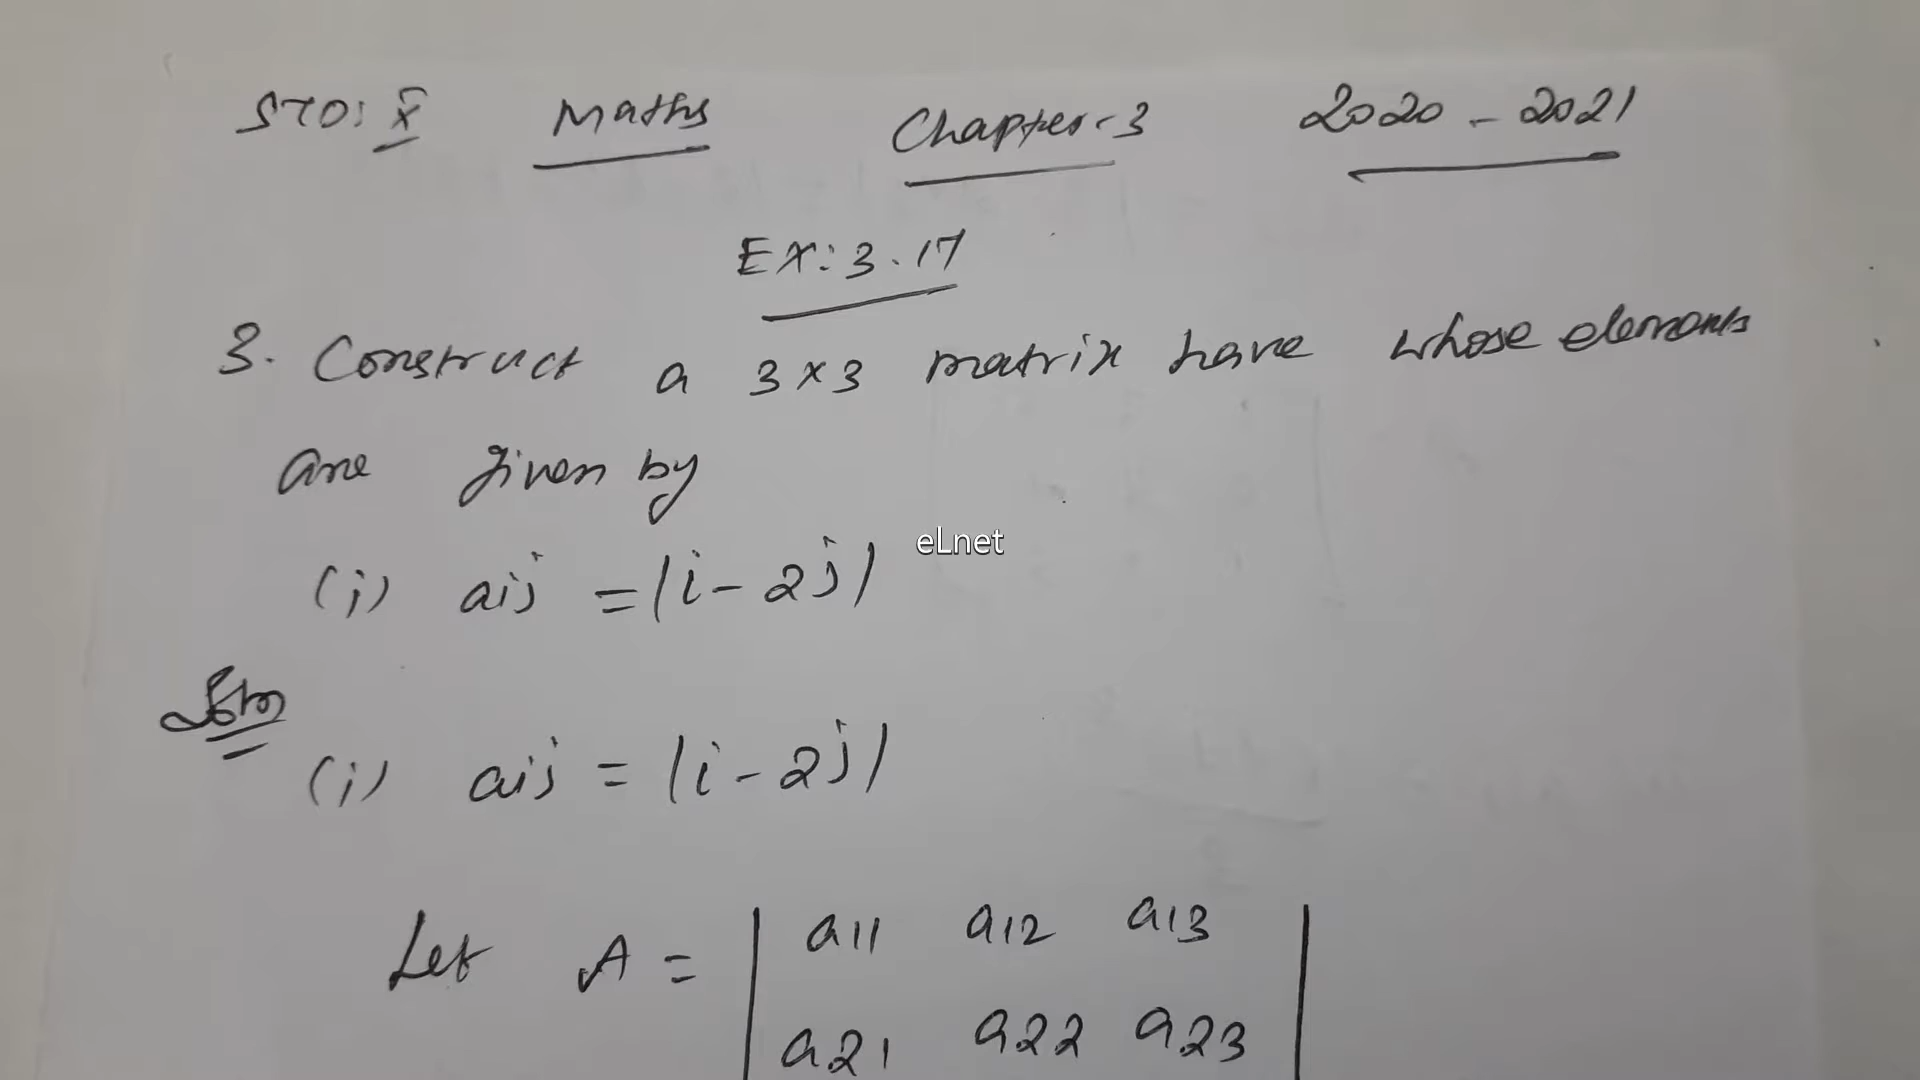 STD: X Maths Chapter-3 2020-2021
EX: 3.17
3. Construct a 3×3 matrix have whose elements
are given by
eLnet
(i) aij = |i-2j|
Soln
(i) aij = |i-2j|
Let A = | a11 a12 a13 |
a21 a22 a23